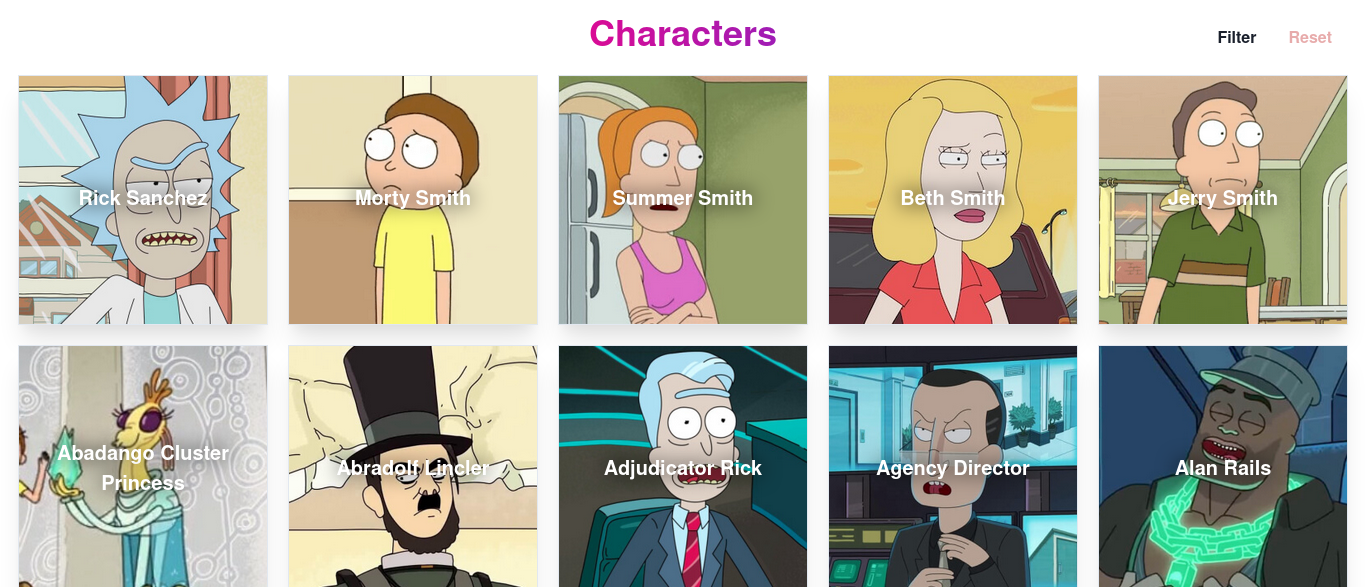 Characters
Filter
Reset
Rick Sanchez
Morty Smith
Summer Smith
Beth Smith
Jerry Smith
Abadango Cluster
Princess
Abradolf Lincler
Adjudicator Rick
Agency Director
Alan Rails